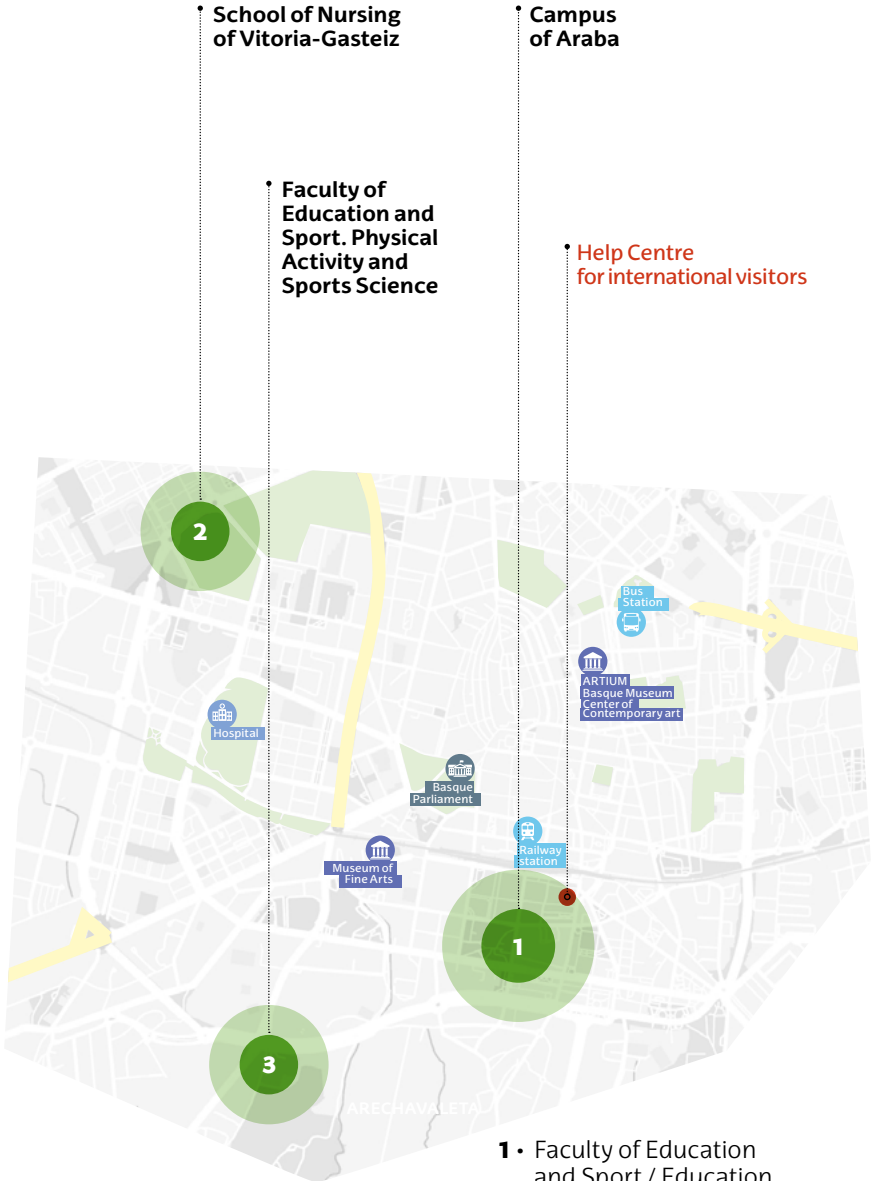 School of Nursing
of Vitoria-Gasteiz
Campus
of Araba
Faculty of
Education and
Sport. Physical
Activity and
Sports Science
Help Centre
for international visitors
2
Bus
Station
ARTIUM
Basque Museum
Center of
Contemporary art
Hospital
Basque
Parliament
Railway
station
Museum of
Fine Arts
1
3
ARECHAVALETA
1 • Faculty of Education
and Sport / Education